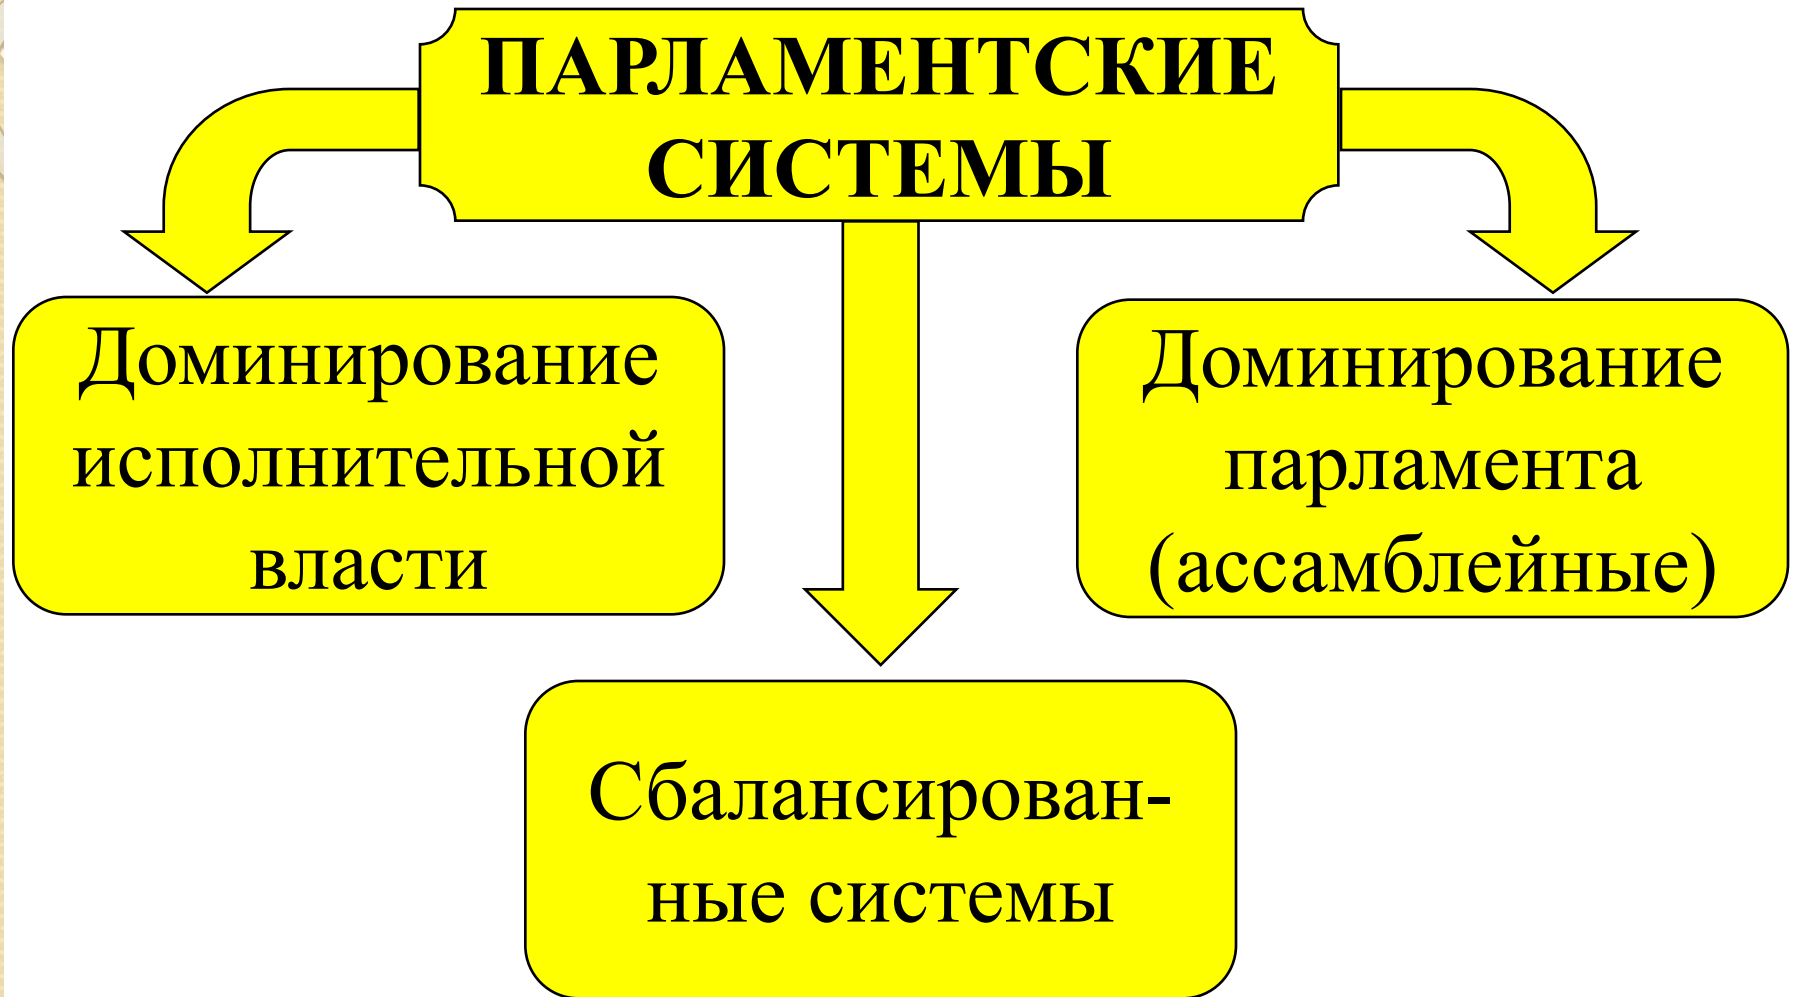 ПАРЛАМЕНТСКИЕ
СИСТЕМЫ
Доминирование
исполнительной
власти
Доминирование
парламента
(ассамблейные)
Сбалансирован-
ные системы